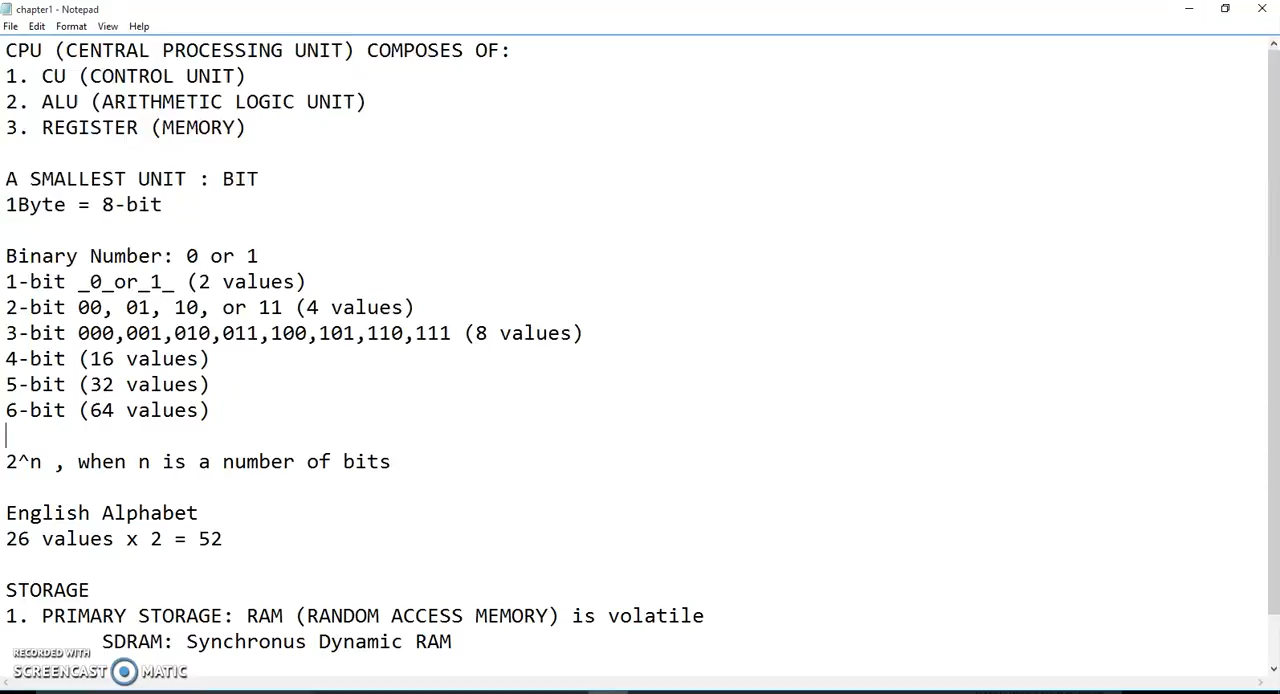 chapter1 - Notepad
File Edit Format View Help
CPU (CENTRAL PROCESSING UNIT) COMPOSES OF:
1. CU (CONTROL UNIT)
2. ALU (ARITHMETIC LOGIC UNIT)
3. REGISTER (MEMORY)
A SMALLEST UNIT : BIT
1Byte = 8-bit
Binary Number: 0 or 1
1-bit _0_or_1_ (2 values)
2-bit 00, 01, 10, or 11 (4 values)
3-bit 000,001,010,011,100,101,110,111 (8 values)
4-bit (16 values)
5-bit (32 values)
6-bit (64 values)
2^n , when n is a number of bits
English Alphabet
26 values x 2 = 52
STORAGE
1. PRIMARY STORAGE: RAM (RANDOM ACCESS MEMORY) is volatile
SDRAM: Synchronus Dynamic RAM
RECORDED WITH
SCREENCAST MATIC